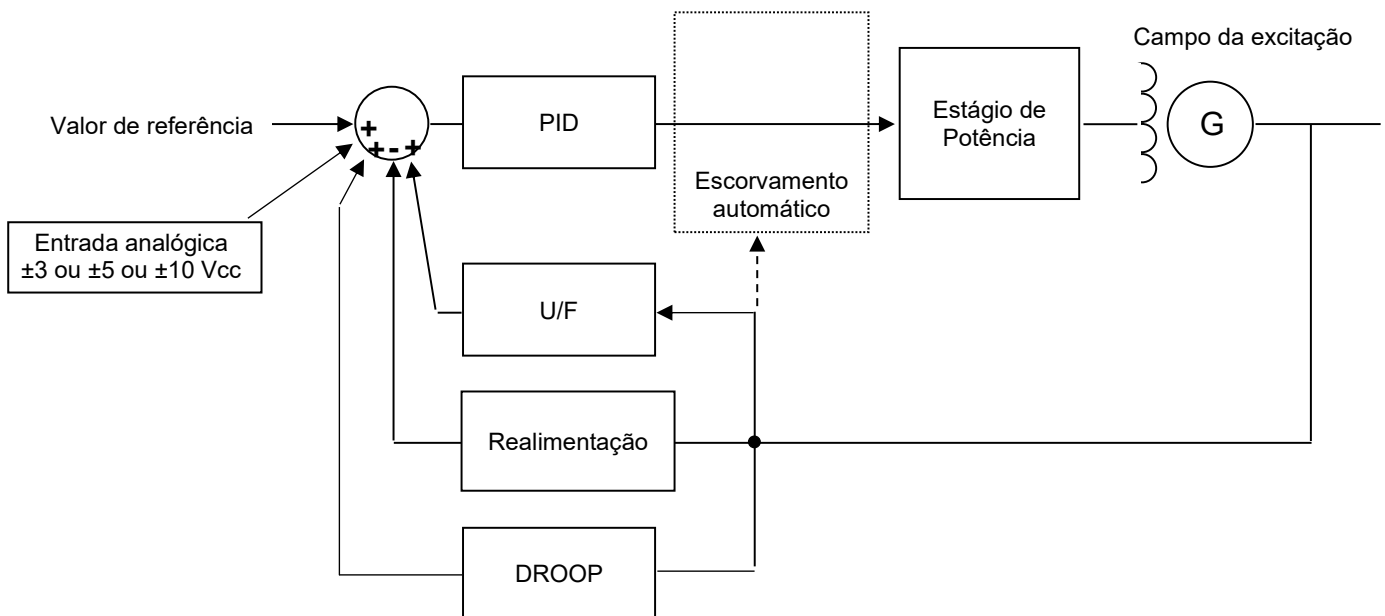 Campo da excitação
Valor de referência
+
+
-
+
PID
Escorvamento
automático
Estágio de
Potência
G
Entrada analógica
±3 ou ±5 ou ±10 Vcc
U/F
Realimentação
DROOP